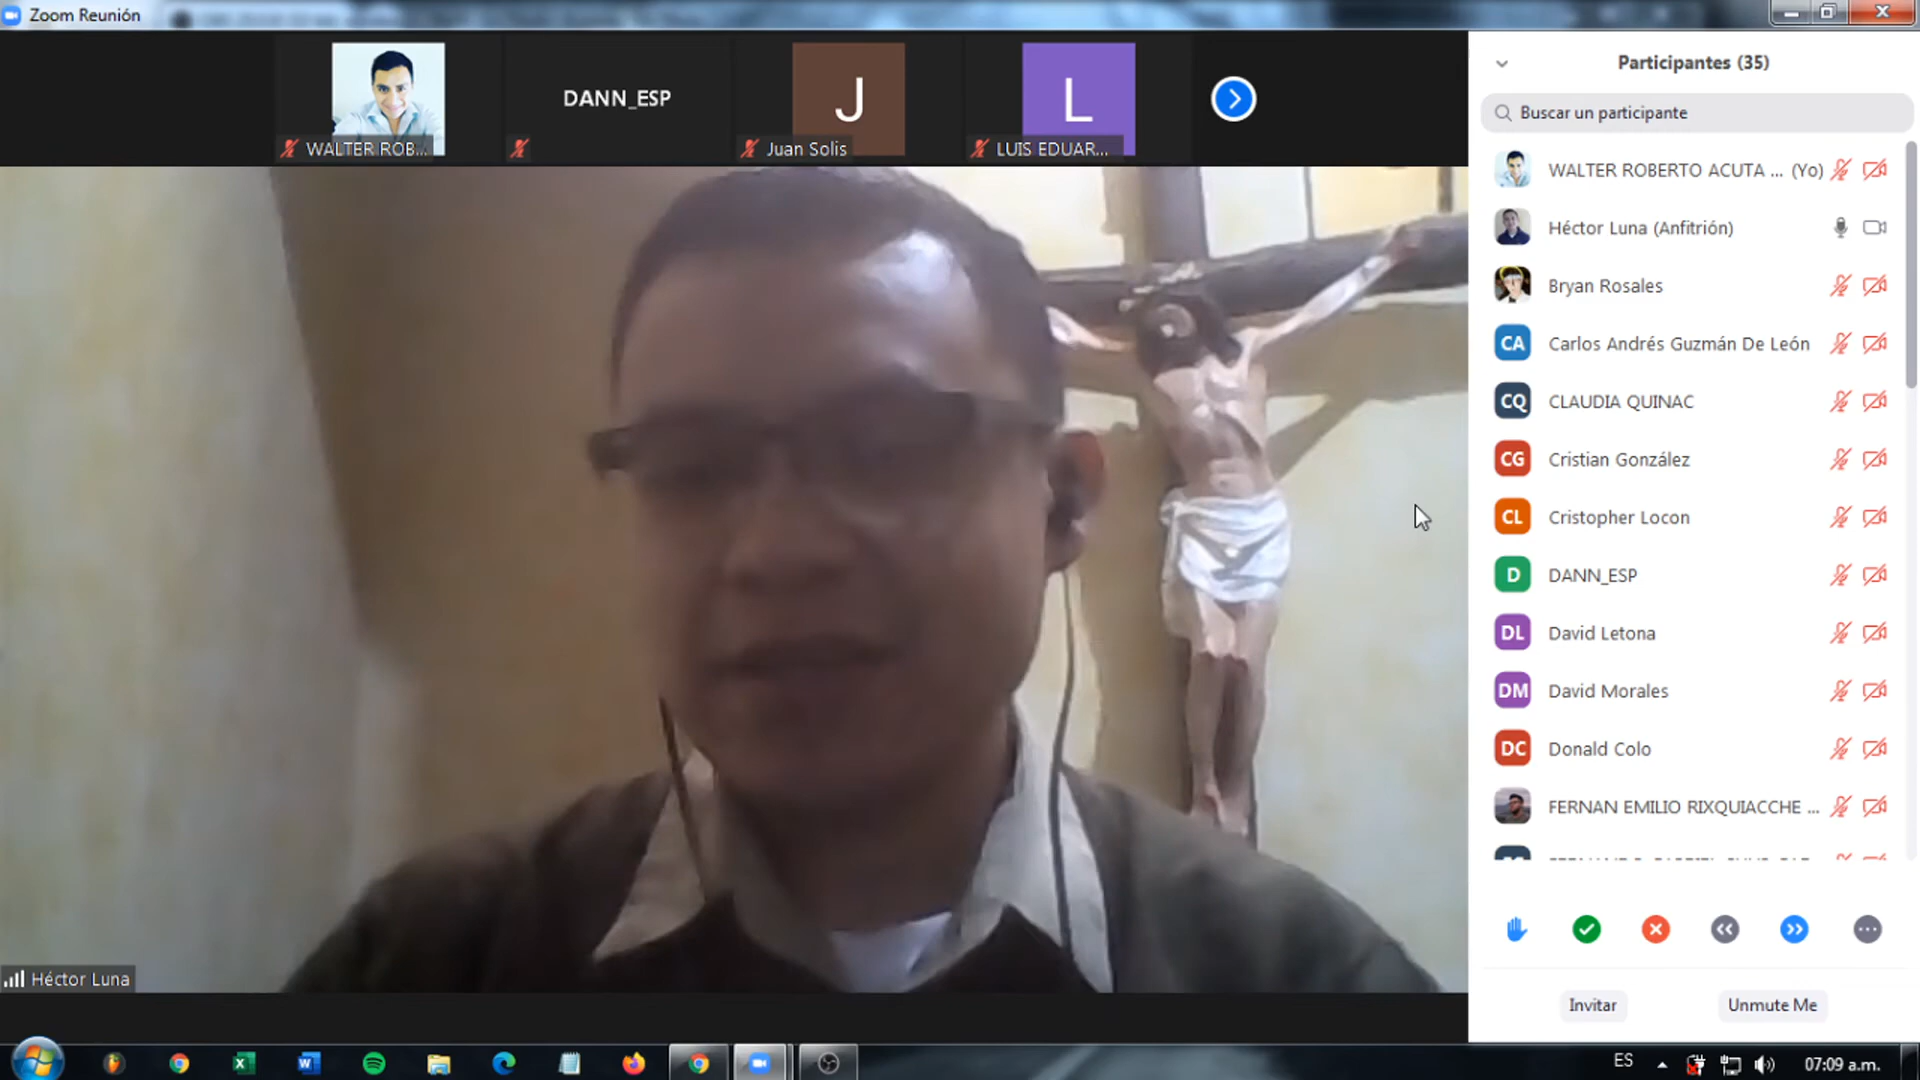 Zoom Reunión
WALTER ROB...
DANN_ESP
J
Juan Solis
L
LUIS EDUAR...
Héctor Luna
Participantes (35)
Buscar un participante
WALTER ROBERTO ACUTA ... (Yo)
Héctor Luna (Anfitrión)
Bryan Rosales
CA Carlos Andrés Guzmán De León
CQ CLAUDIA QUINAC
CG Cristian González
CL Cristopher Locon
D DANN_ESP
DL David Letona
DM David Morales
DC Donald Colo
FERNAN EMILIO RIXQUIACCHE ...
Invitar
Unmute Me
ES
07:09 a.m.